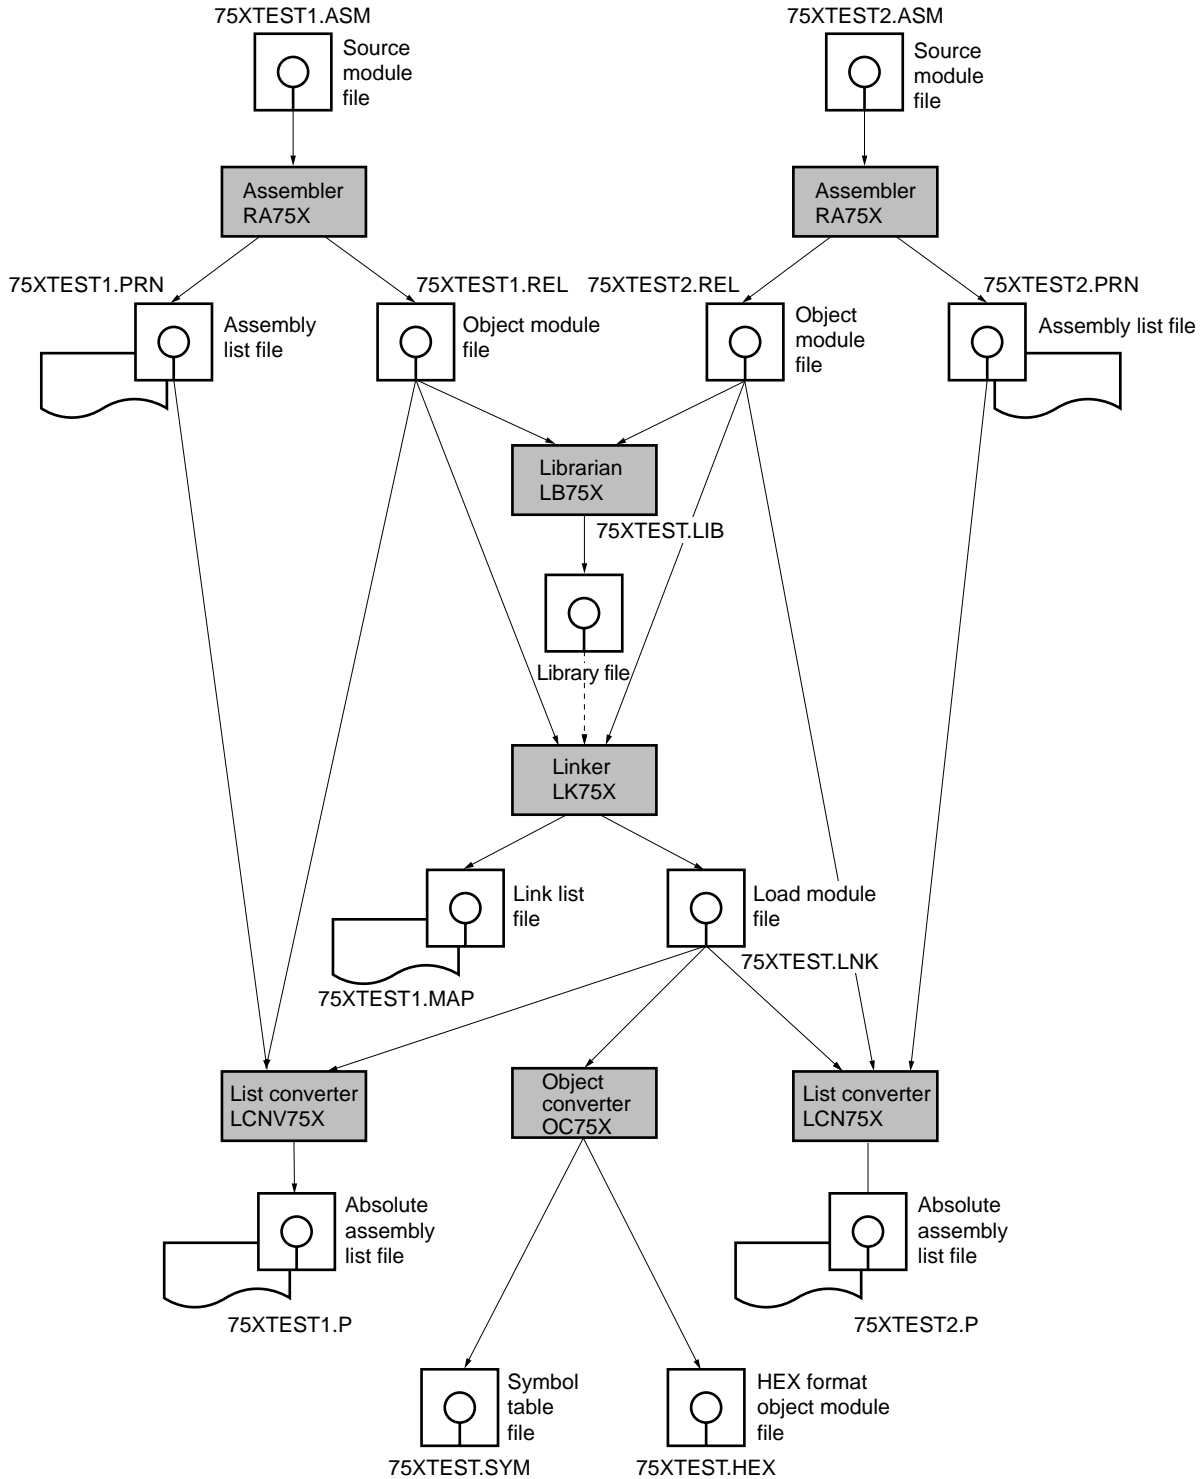 75XTEST1.ASM
Source
module
file
75XTEST2.ASM
Source
module
file
Assembler
RA75X
Assembler
RA75X
75XTEST1.PRN
Assembly
list file
75XTEST1.REL
Object module
file
75XTEST2.REL
Object
module
file
75XTEST2.PRN
Assembly list file
Librarian
LB75X
75XTEST.LIB
Library file
Linker
LK75X
Link list
file
75XTEST1.MAP
Load module
file
75XTEST.LNK
List converter
LCNV75X
Object
converter
OC75X
List converter
LCN75X
Absolute
assembly
list file
75XTEST1.P
Absolute
assembly
list file
75XTEST2.P
Symbol
table
file
75XTEST.SYM
HEX format
object module
file
75XTEST.HEX